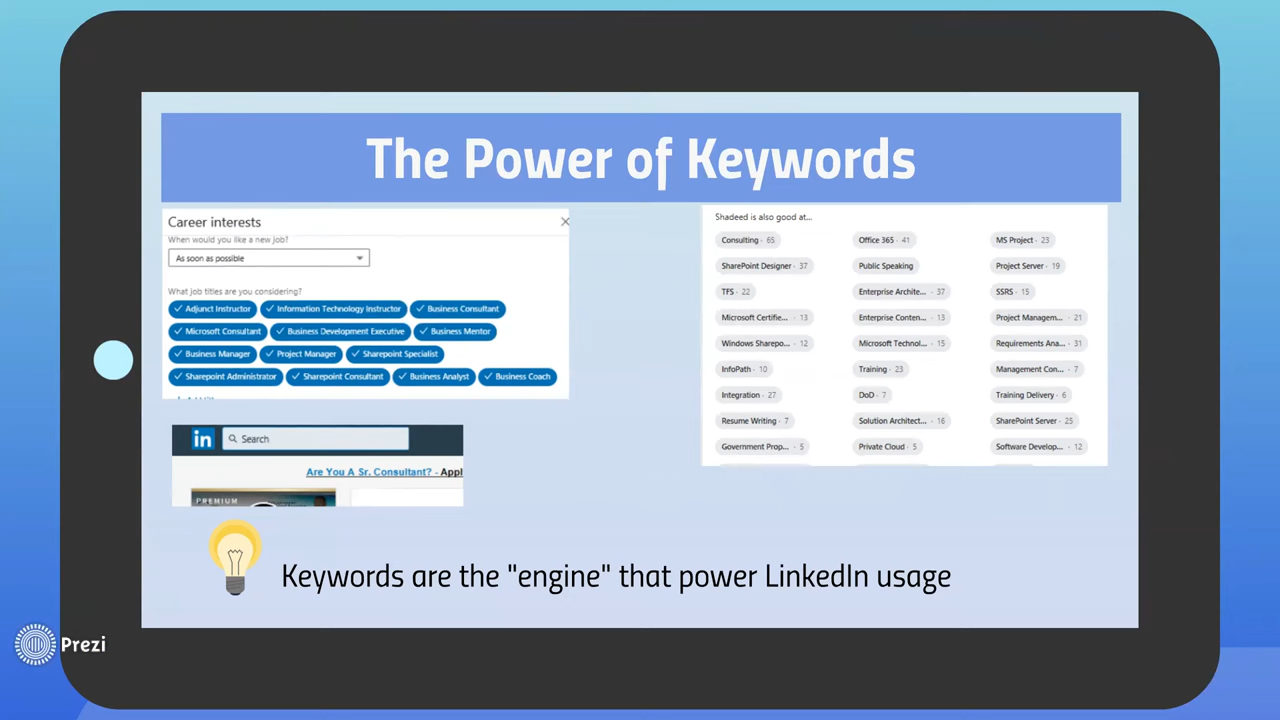 The Power of Keywords
Career interests
When would you like a new job?
As soon as possible
What job titles are you considering?
Adjunct Instructor Information Technology Instructor Business Consultant
Microsoft Consultant Business Development Executive Business Mentor
Business Manager Project Manager Sharepoint Specialist
Sharepoint Administrator Sharepoint Consultant Business Analyst Business Coach
in Search
Are You A Sr. Consultant? - Appl
PREMIUM
Shadeed is also good at...
Consulting · 65 Office 365 · 41 MS Project · 23
SharePoint Designer · 37 Public Speaking Project Server · 19
TFS · 22 Enterprise Archite... · 37 SSRS · 15
Microsoft Certifie... · 13 Enterprise Conten... · 13 Project Managem... · 21
Windows Sharepo... · 12 Microsoft Technol... · 15 Requirements Ana... · 31
InfoPath · 10 Training · 23 Management Con... · 7
Integration · 27 DoD · 7 Training Delivery · 6
Resume Writing · 7 Solution Architect... · 16 SharePoint Server · 25
Government Prop... · 5 Private Cloud · 5 Software Develop... · 12
Keywords are the "engine" that power LinkedIn usage
Prezi